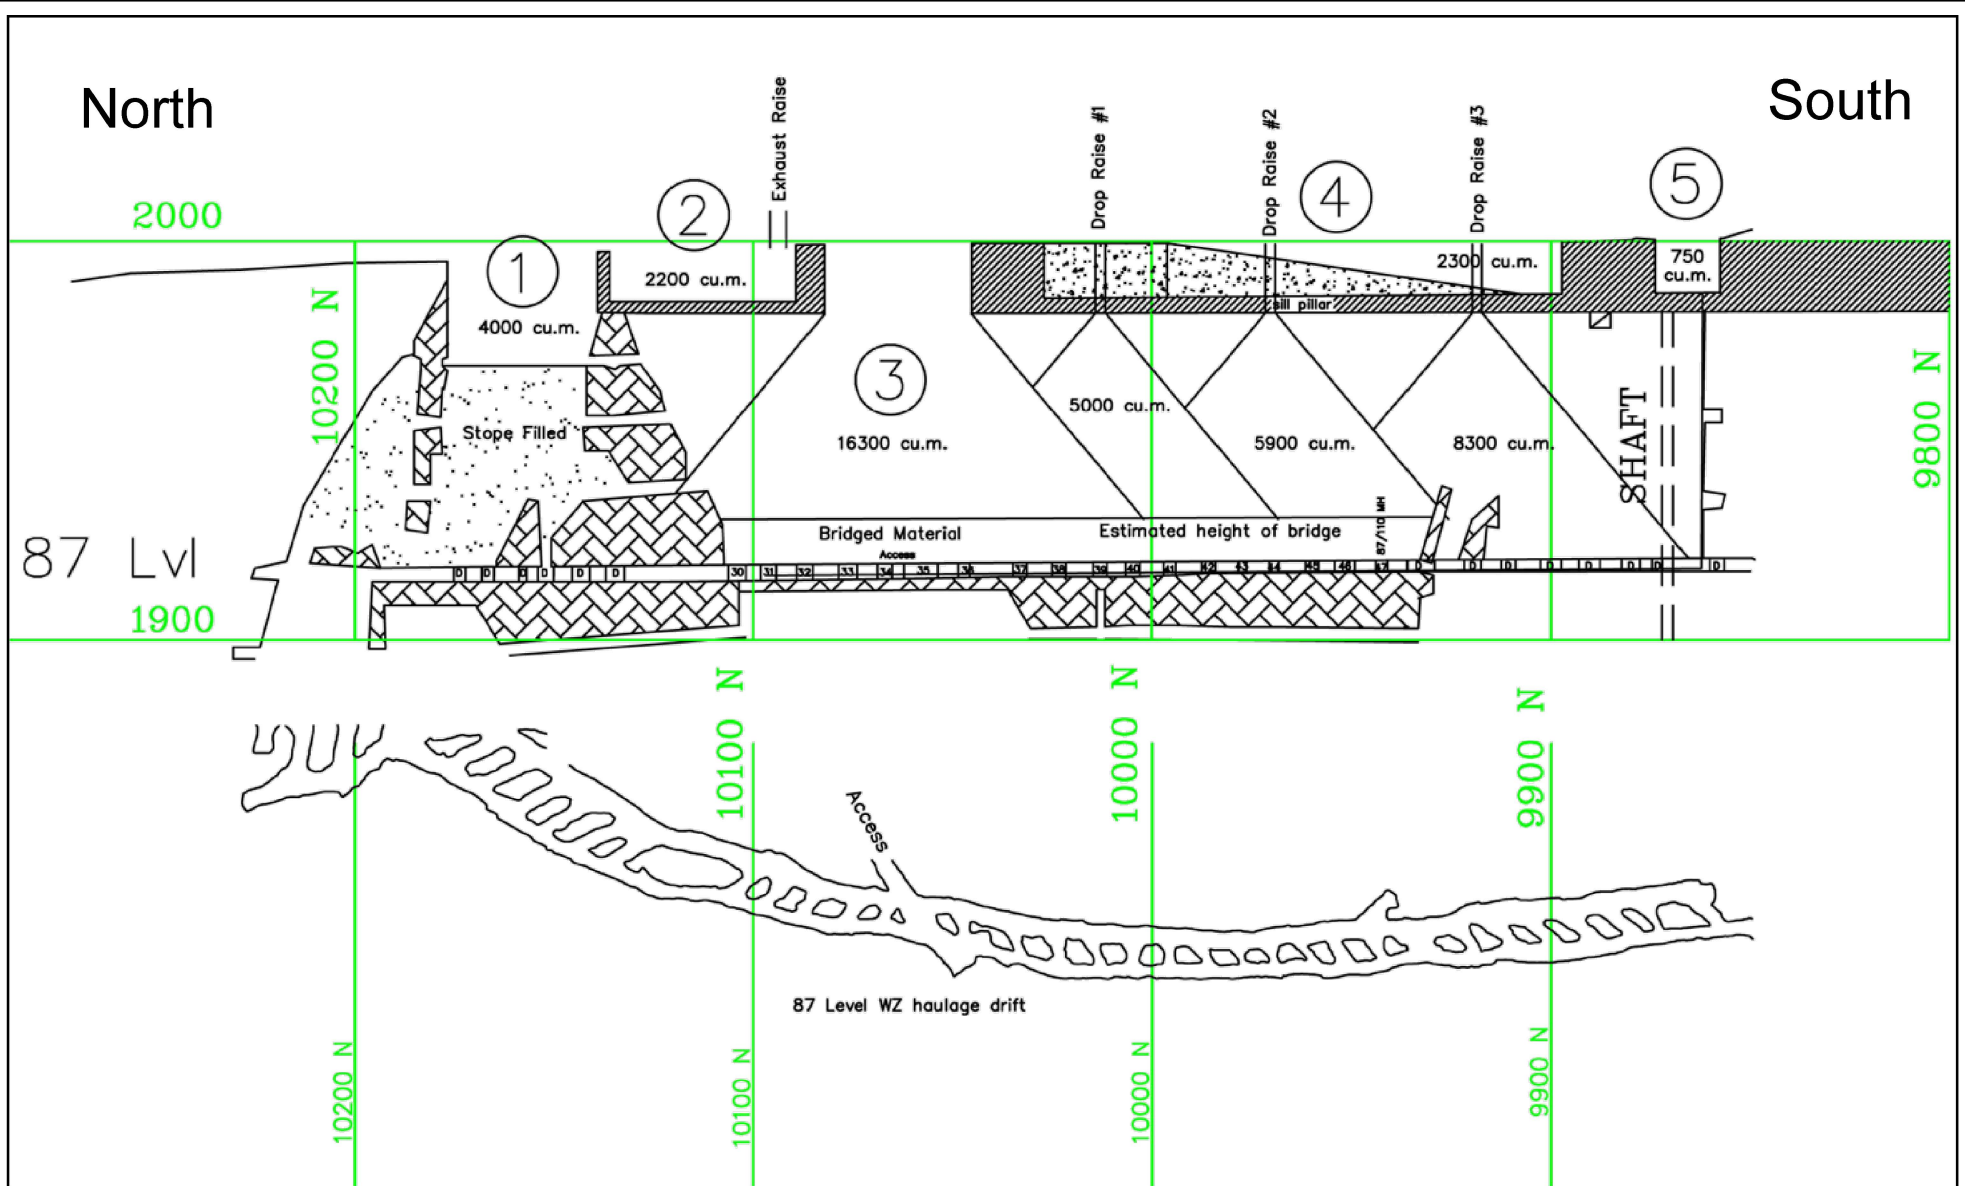 North
South
Exhaust Raise
Drop Raise #1
Drop Raise #2
Drop Raise #3
2000
1
2
3
4
5
2200 cu.m.
2300 cu.m.
750
cu.m.
sill pillar
4000 cu.m.
10200 N
9800 N
5000 cu.m.
16300 cu.m.
5900 cu.m.
8300 cu.m.
Stope Filled
SHAFT
87/10 MH
Bridged Material
Estimated height of bridge
Access
87 Lvl
D D D D D D 30 31 32 33 34 35 36 37 38 39 40 41 42 43 44 45 46 47 D D D D D D D D
1900
10100 N
10000 N
9900 N
Access
87 Level WZ haulage drift
10200 N
10100 N
10000 N
9900 N